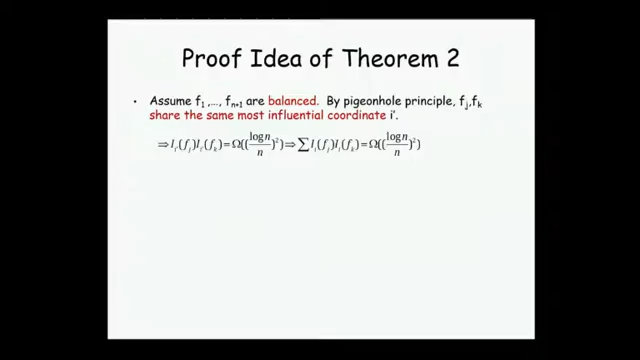 Proof Idea of Theorem 2
• Assume f₁ ,…, fₙ₊₁ are balanced. By pigeonhole principle, fⱼ,fₖ
share the same most influential coordinate i'.
⇒ Iᵢ'(fⱼ)Iᵢ'(fₖ) = Ω((log n / n)²) ⇒ ∑ Iᵢ(fⱼ)Iᵢ(fₖ) = Ω((log n / n)²)